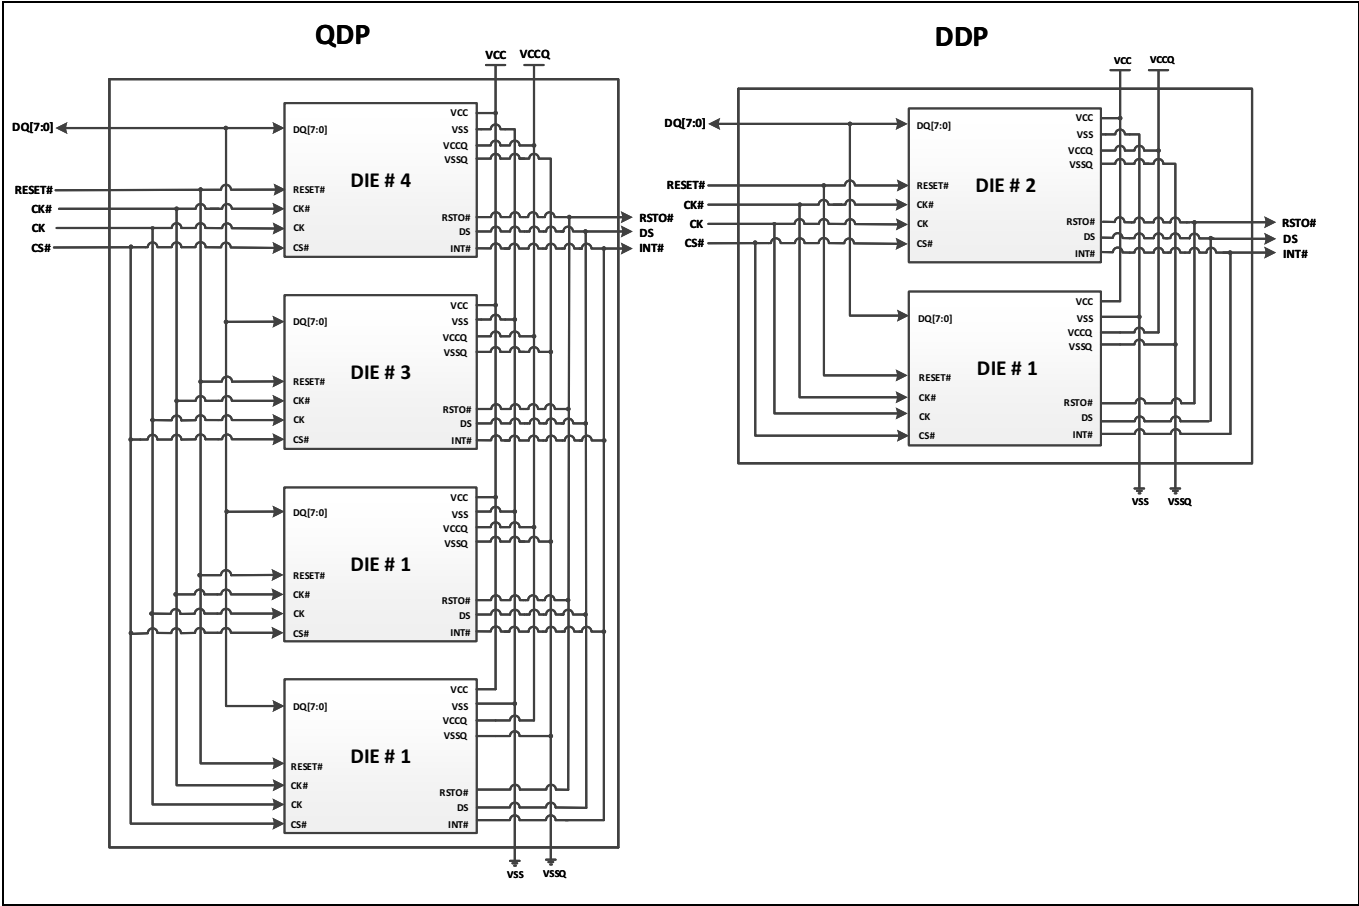 QDP
VCC VCCQ
DQ[7:0]
RESET#
CK#
CK
CS#
DQ[7:0]
RESET#
CK#
CK
CS#
DIE # 4
VCC
VSS
VCCQ
VSSQ
RSTO#
DS
INT#
RSTO#
DS
INT#
DQ[7:0]
RESET#
CK#
CK
CS#
DIE # 3
VCC
VSS
VCCQ
VSSQ
RSTO#
DS
INT#
DQ[7:0]
RESET#
CK#
CK
CS#
DIE # 1
VCC
VSS
VCCQ
VSSQ
RSTO#
DS
INT#
DQ[7:0]
RESET#
CK#
CK
CS#
DIE # 1
VCC
VSS
VCCQ
VSSQ
RSTO#
DS
INT#
VSS VSSQ
DDP
VCC VCCQ
DQ[7:0]
RESET#
CK#
CK
CS#
DQ[7:0]
RESET#
CK#
CK
CS#
DIE # 2
VCC
VSS
VCCQ
VSSQ
RSTO#
DS
INT#
RSTO#
DS
INT#
DQ[7:0]
RESET#
CK#
CK
CS#
DIE # 1
VCC
VSS
VCCQ
VSSQ
RSTO#
DS
INT#
VSS VSSQ